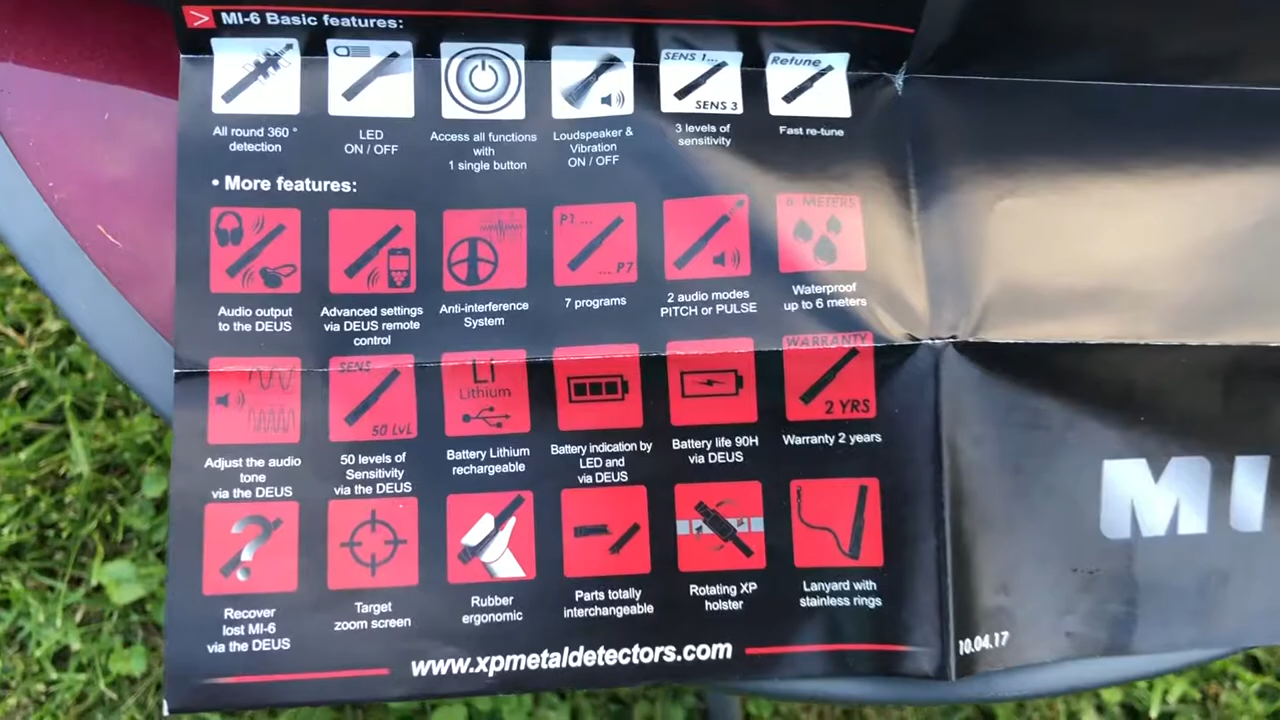 > MI-6 Basic features:
SENS 1...
SENS 3
Retune
All round 360 °
detection
LED
ON / OFF
Access all functions
with
1 single button
Loudspeaker &
Vibration
ON / OFF
3 levels of
sensitivity
Fast re-tune
• More features:
P1 ...
... P7
6 METERS
Audio output
to the DEUS
Advanced settings
via DEUS remote
control
Anti-interference
System
7 programs
2 audio modes
PITCH or PULSE
Waterproof
up to 6 meters
SENS
50 LVL
Li
Lithium
WARRANTY
2 YRS
Adjust the audio
tone
via the DEUS
50 levels of
Sensitivity
via the DEUS
Battery Lithium
rechargeable
Battery indication by
LED and
via DEUS
Battery life 90H
via DEUS
Warranty 2 years
?
Recover
lost MI-6
via the DEUS
Target
zoom screen
Rubber
ergonomic
Parts totally
interchangeable
Rotating XP
holster
Lanyard with
stainless rings
www.xpmetaldetectors.com
MI
10.04.17